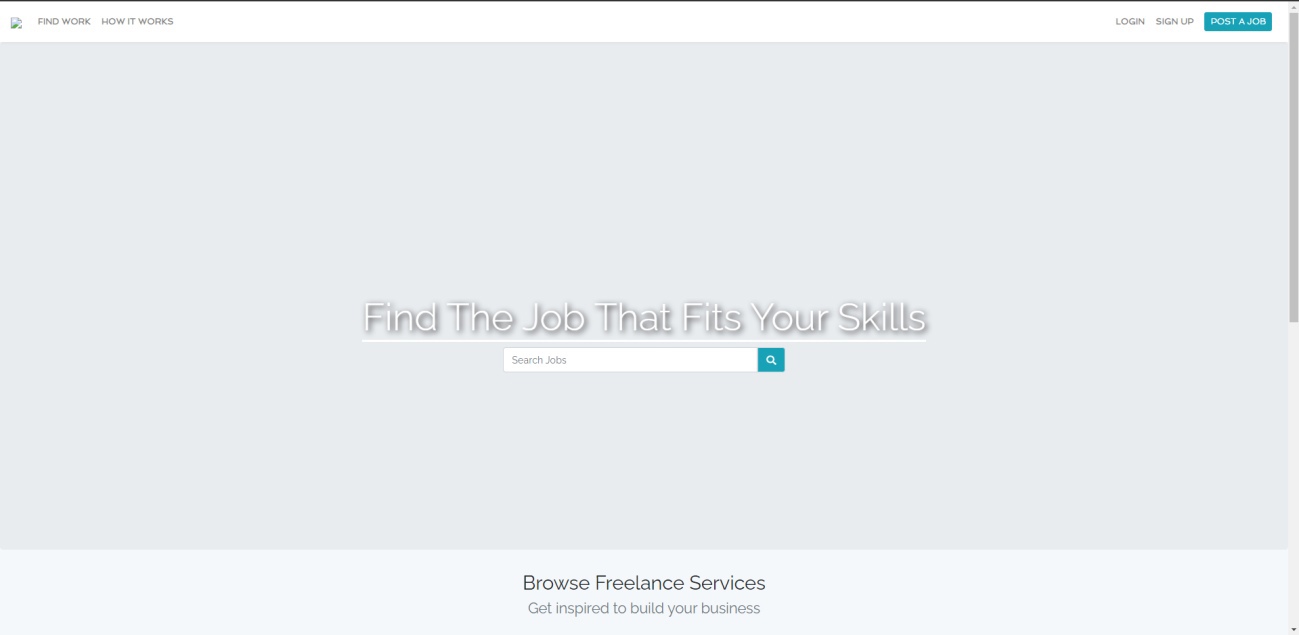 FIND WORK HOW IT WORKS LOGIN SIGN UP POST A JOB
Find The Job That Fits Your Skills
Search Jobs
Browse Freelance Services
Get inspired to build your business